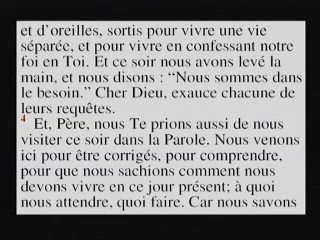 et d’oreilles, sortis pour vivre une vie
séparée, et pour vivre en confessant notre
foi en Toi. Et ce soir nous avons levé la
main, et nous disons : “Nous sommes dans
le besoin.” Cher Dieu, exauce chacune de
leurs requêtes.
4 Et, Père, nous Te prions aussi de nous
visiter ce soir dans la Parole. Nous venons
ici pour être corrigés, pour comprendre,
pour que nous sachions comment nous
devons vivre en ce jour présent; à quoi
nous attendre, quoi faire. Car nous savons